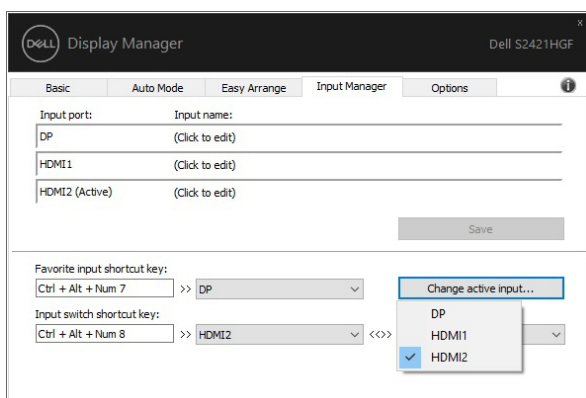 DELL Display Manager Dell S2421HGF
x
Basic Auto Mode Easy Arrange Input Manager Options
Input port: Input name:
DP (Click to edit)
HDMI1 (Click to edit)
HDMI2 (Active) (Click to edit)
Save
Favorite input shortcut key:
Ctrl + Alt + Num 7 >> DP Change active input...
Input switch shortcut key:
Ctrl + Alt + Num 8 >> HDMI2 <<>>
DP
HDMI1
HDMI2